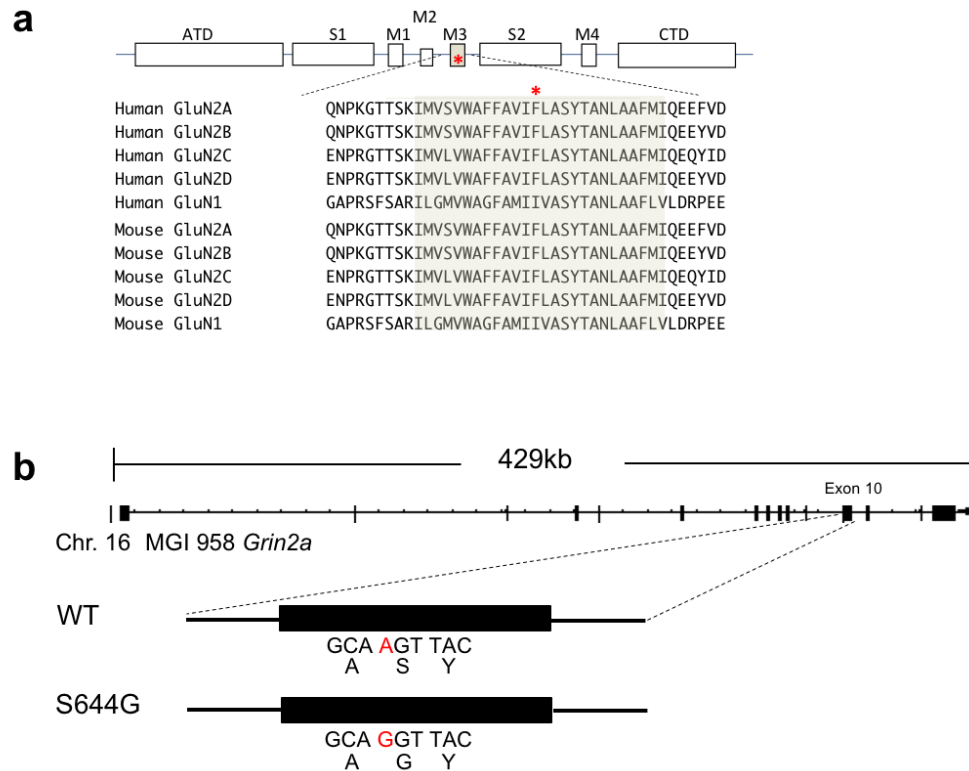 a
ATD S1 M1 M2 M3 S2 M4 CTD
*
*
Human GluN2A QNPKGTTSKIMVSVWAFFAVIFLASYTANLAAFMIQEEFVD
Human GluN2B QNPKGTTSKIMVSVWAFFAVIFLASYTANLAAFMIQEEYVD
Human GluN2C ENPRGTTSKIMVLVWAFFAVIFLASYTANLAAFMIQEQYID
Human GluN2D ENPRGTTSKIMVLVWAFFAVIFLASYTANLAAFMIQEEYVD
Human GluN1 GAPRSFSARILGMVWAGFAMIIVASYTANLAAFLVLDRPEE
Mouse GluN2A QNPKGTTSKIMVSVWAFFAVIFLASYTANLAAFMIQEEFVD
Mouse GluN2B QNPKGTTSKIMVSVWAFFAVIFLASYTANLAAFMIQEEYVD
Mouse GluN2C ENPRGTTSKIMVLVWAFFAVIFLASYTANLAAFMIQEQYID
Mouse GluN2D ENPRGTTSKIMVLVWAFFAVIFLASYTANLAAFMIQEEYVD
Mouse GluN1 GAPRSFSARILGMVWAGFAMIIVASYTANLAAFLVLDRPEE
b
429kb
Exon 10
Chr. 16 MGI 958 Grin2a
WT
GCA AGT TAC
A S Y
S644G
GCA GGT TAC
A G Y